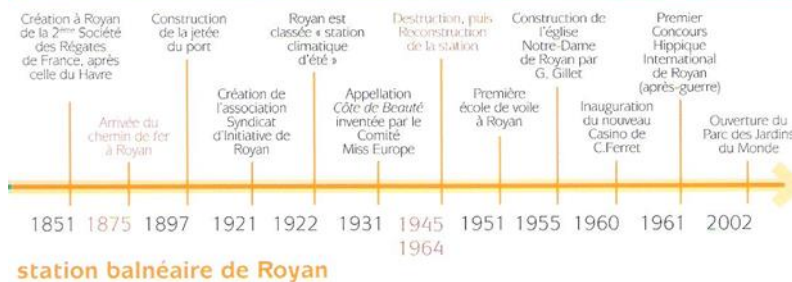 Création à Royan
de la 2ème Société
des Régates
de France, après
celle du Havre
Arrivée du
chemin de fer
à Royan
Construction
de la jetée
du port
Création de
l'association
Syndicat
d'Initiative de
Royan
Royan est
classée « station
climatique
d'été »
Appellation
Côte de Beauté
inventée par le
Comité
Miss Europe
Destruction, puis
Reconstruction
de la station
Première
école de voile
à Royan
Construction de
l'église
Notre-Dame
de Royan par
G. Gillet
Inauguration
du nouveau
Casino de
C.Ferret
Premier
Concours
Hippique
International
de Royan
(après-guerre)
Ouverture du
Parc des Jardins
du Monde
1851 1875 1897 1921 1922 1931 1945 1951 1955 1960 1961 2002
1964
station balnéaire de Royan